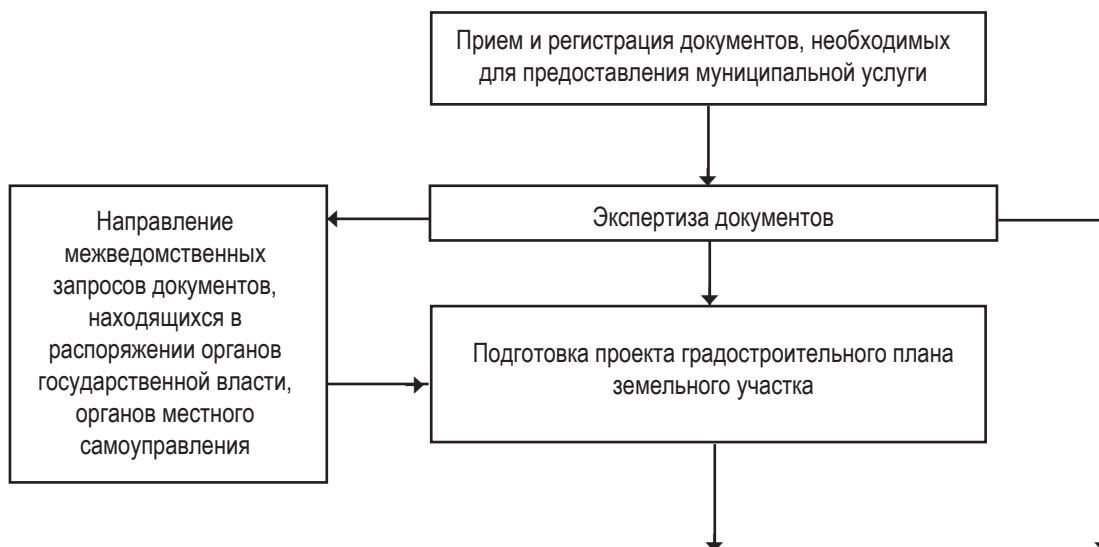 Прием и регистрация документов, необходимых
для предоставления муниципальной услуги
Экспертиза документов
Направление
межведомственных
запросов документов,
находящихся в
распоряжении органов
государственной власти,
органов местного
самоуправления
Подготовка проекта градостроительного плана
земельного участка